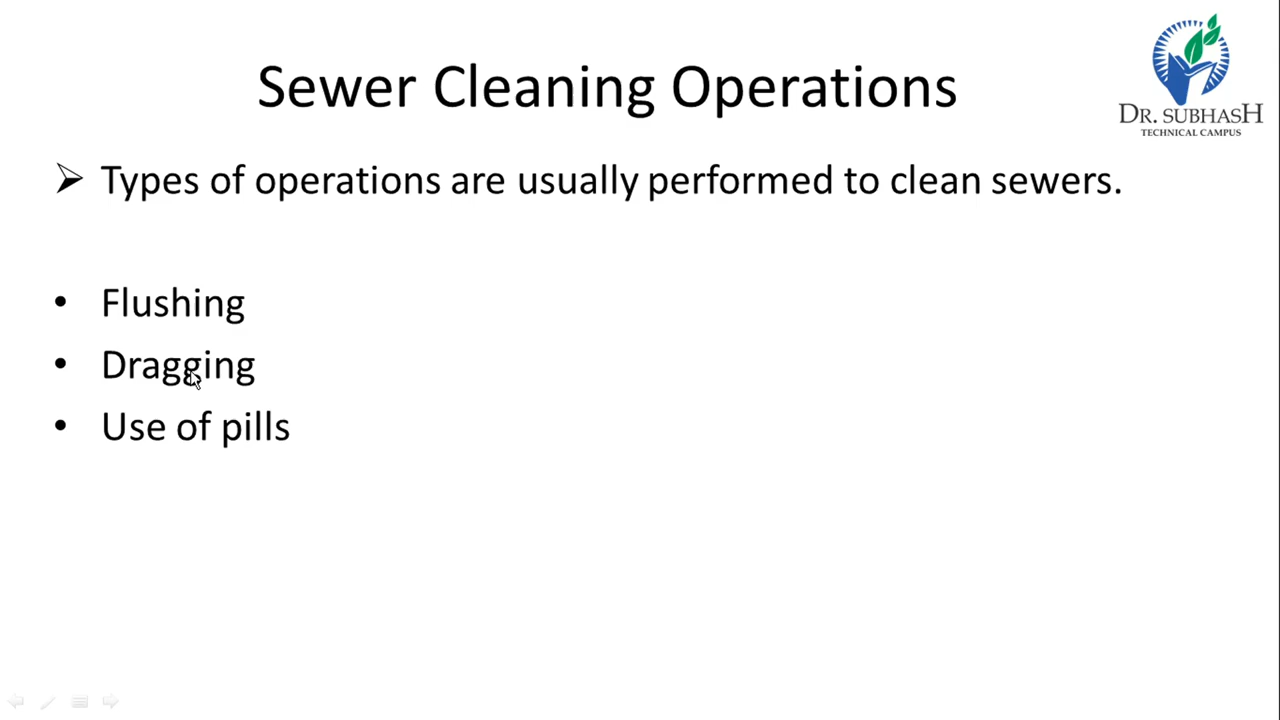 Sewer Cleaning Operations
DR. SUBHASH
TECHNICAL CAMPUS
Types of operations are usually performed to clean sewers.
Flushing
Dragging
Use of pills